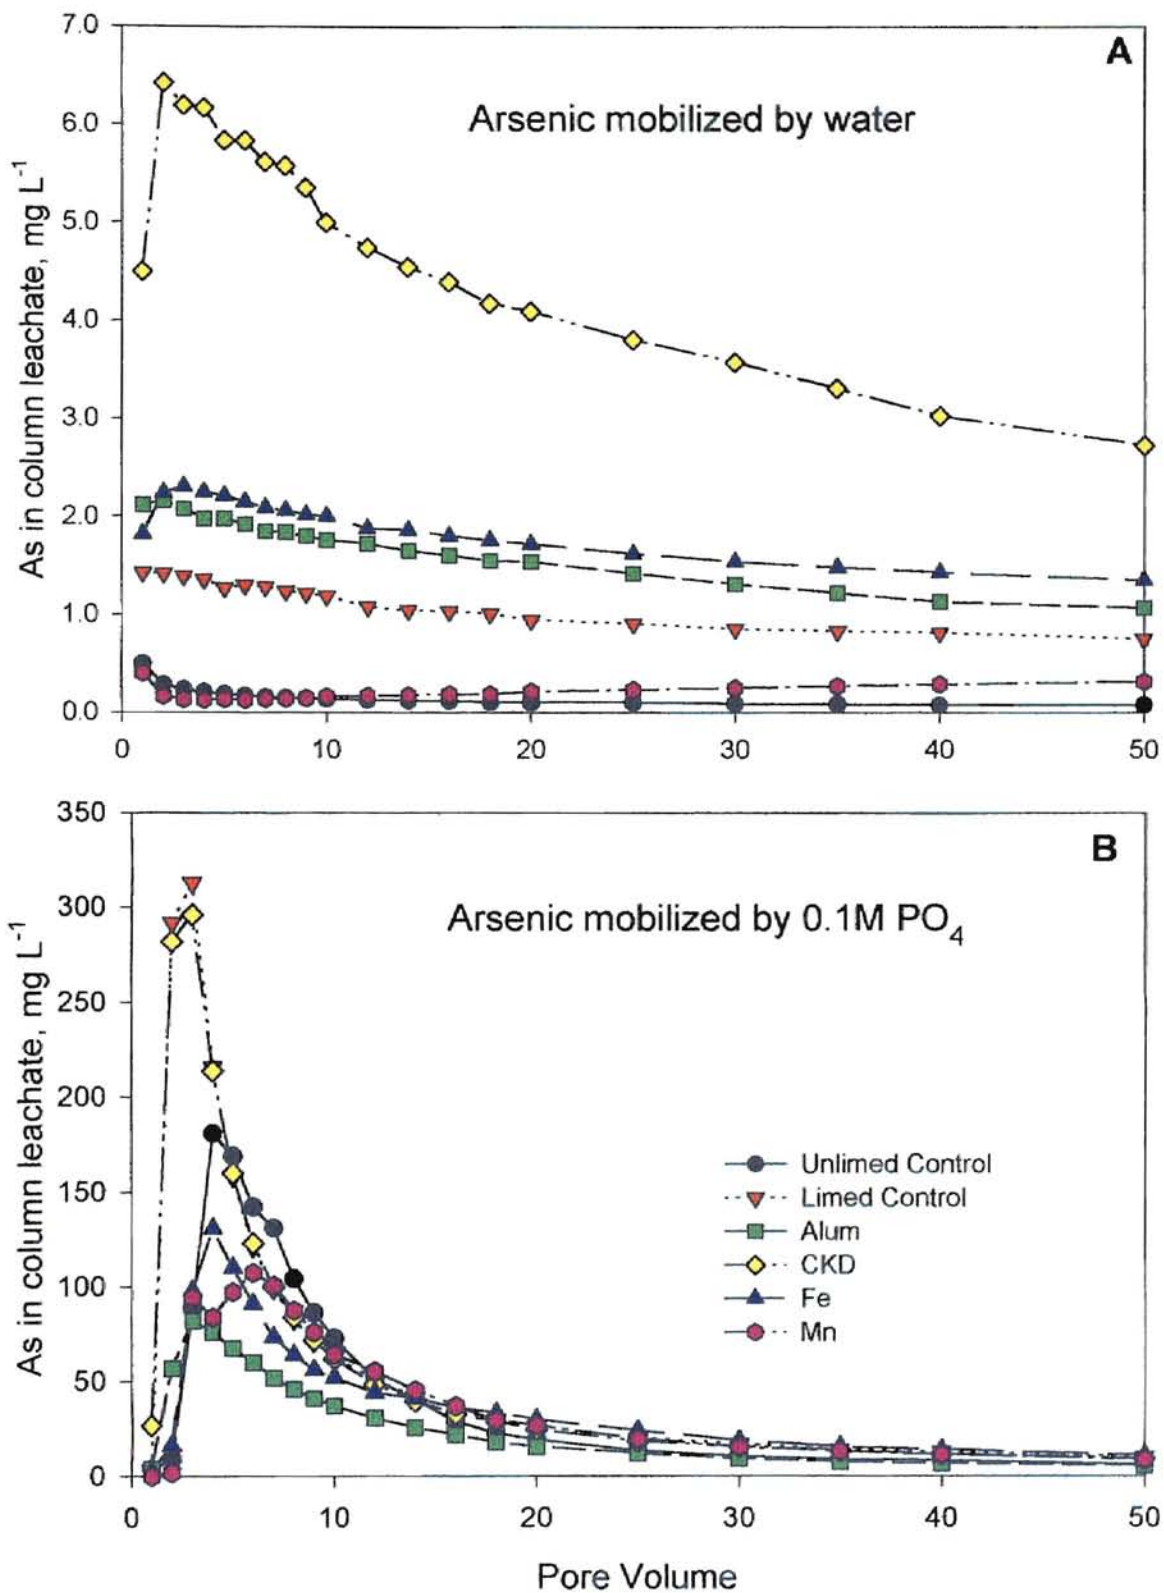 A
Arsenic mobilized by water
As in column leachate, mg L⁻¹
7.0
6.0
5.0
4.0
3.0
2.0
1.0
0.0
0 10 20 30 40 50
B
Arsenic mobilized by 0.1M PO₄
As in column leachate, mg L⁻¹
350
300
250
200
150
100
50
0
Unlimed Control
Limed Control
Alum
CKD
Fe
Mn
0 10 20 30 40 50
Pore Volume